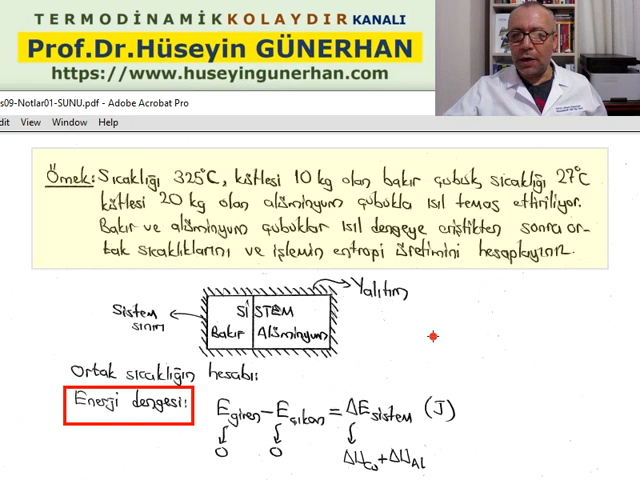 TERMODİNAMİKKOLAYDIR KANALI
Prof.Dr.Hüseyin GÜNERHAN
https://www.huseyingunerhan.com
s09-Notlar01-SUNU.pdf - Adobe Acrobat Pro
dit View Window Help
Örnek: Sıcaklığı 325°C, kütlesi 10 kg olan bakır çubuk, sıcaklığı 27°C
kütlesi 20 kg olan alüminyum çubukla ısıl temas ettiriliyor.
Bakır ve alüminyum çubuklar ısıl dengeye eriştikten sonra or-
tak sıcaklıklarını ve işlemin entropi üretimini hesaplayınız.
Yalıtım
Sistem sınırı
SİSTEM
Bakır Alüminyum
Ortak sıcaklığın hesabı:
Enerji dengesi: Egiren - Eçıkan = ΔEsistem (J)
0 0 ΔUCu + ΔUAl